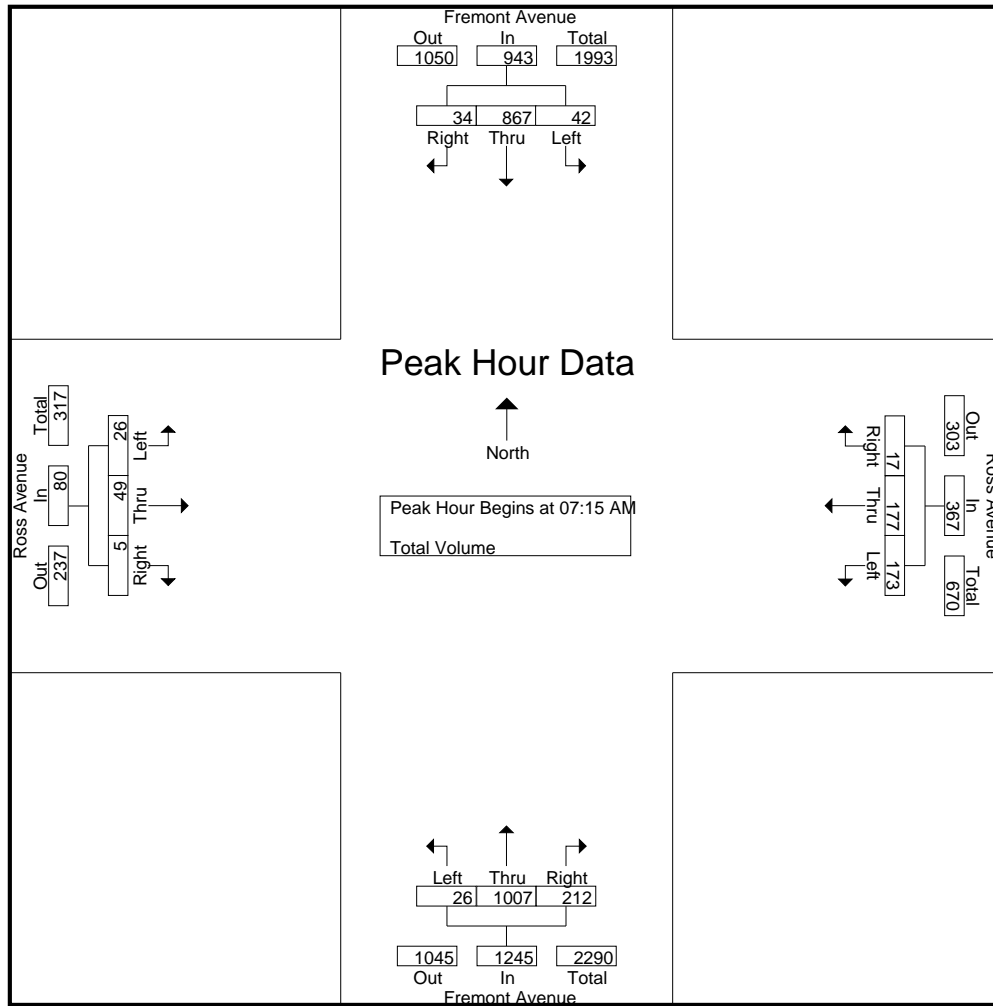 Fremont Avenue
Out In Total
1050 943 1993
34 867 42
Right Thru Left
Peak Hour Data
North
Peak Hour Begins at 07:15 AM
Total Volume
Ross Avenue
Out In Total
237 80 317
Right Thru Left
5 49 26
Ross Avenue
Out In Total
303 367 670
Right Thru Left
17 177 173
Left Thru Right
26 1007 212
1045 1245 2290
Out In Total
Fremont Avenue